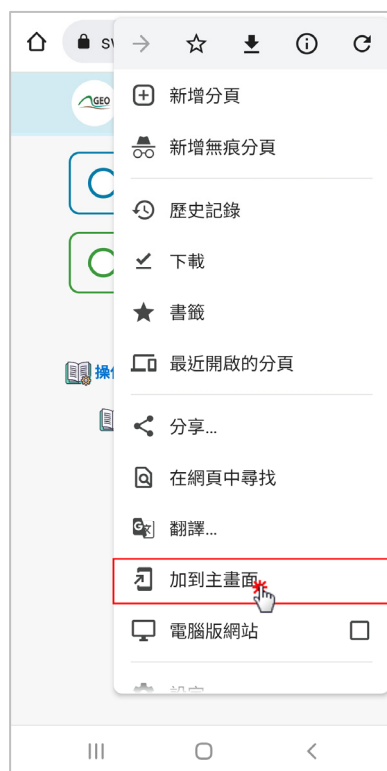 GEO
新增分頁
新增無痕分頁
歷史記錄
下載
書籤
最近開啟的分頁
操
分享...
在網頁中尋找
翻譯...
加到主畫面
電腦版網站